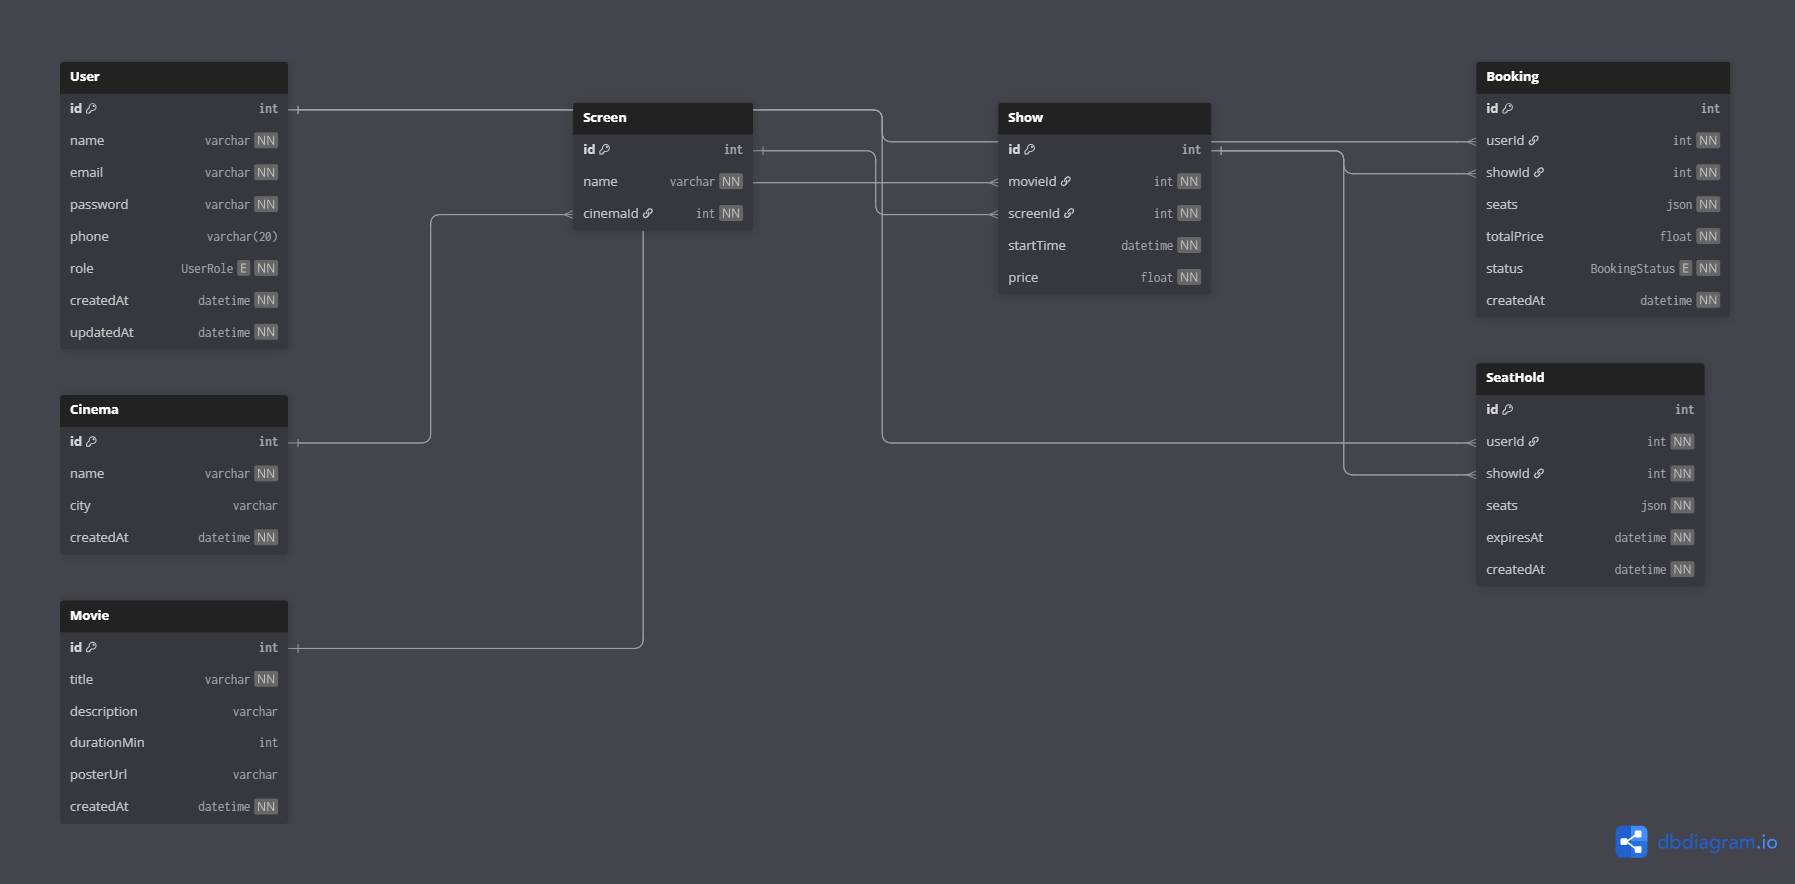 User
id int
name varchar NN
email varchar NN
password varchar NN
phone varchar(20)
role UserRole E NN
createdAt datetime NN
updatedAt datetime NN
Cinema
id int
name varchar NN
city varchar
createdAt datetime NN
Movie
id int
title varchar NN
description varchar
durationMin int
posterUrl varchar
createdAt datetime NN
Screen
id int
name varchar NN
cinemaId int NN
Show
id int
movieId int NN
screenId int NN
startTime datetime NN
price float NN
Booking
id int
userId int NN
showId int NN
seats json NN
totalPrice float NN
status BookingStatus E NN
createdAt datetime NN
SeatHold
id int
userId int NN
showId int NN
seats json NN
expiresAt datetime NN
createdAt datetime NN
dbdiagram.io